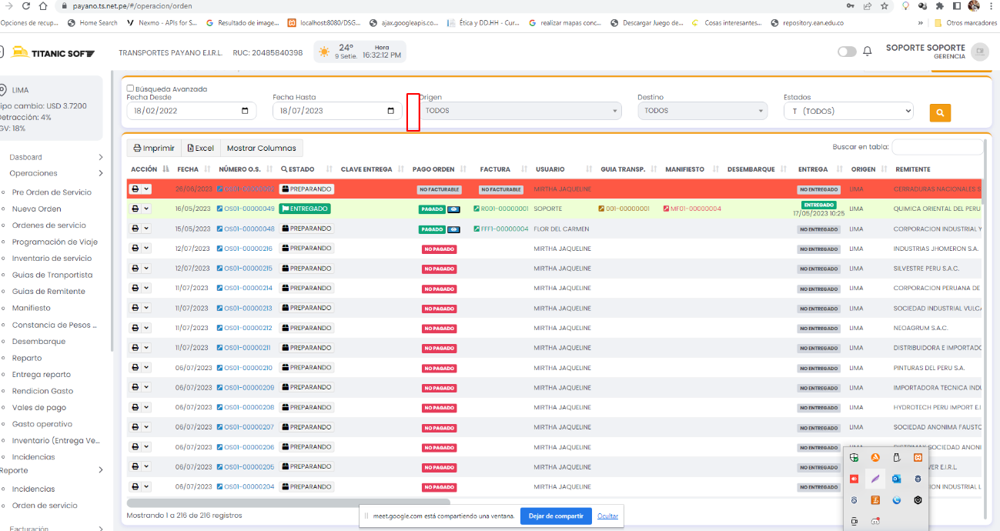 payano.ts.net.pe/#/operacion/orden
Opciones de recup... Home Search Nexmo - APIs for S... Resultado de image... localhost:8080/DSG... ajax.googleapis.co... Ética y DD.HH - Cur... realizar mapas conc... Descargar Juego de... Cosas interesantes... repository.ean.edu.co » Otros marcadores
TITANIC SOFT TRANSPORTES PAYANO E.I.R.L. RUC: 20485840398 24° 9 Setie. Hora 16:32:12 PM SOPORTE SOPORTE
GERENCIA
LIMA
ipo cambio: USD 3.7200
Detracción: 4%
GV: 18%
Dasboard
Operaciones
Pre Orden de Servicio
Nueva Orden
Ordenes de servicio
Programación de Viaje
Inventario de servicio
Guias de Tranportista
Guias de Remitente
Manifiesto
Constancia de Pesos ...
Desembarque
Reparto
Entrega reparto
Rendicion Gasto
Vales de pago
Gasto operativo
Inventario (Entrega Ve...
Incidencias
Reporte
Incidencias
Orden de servicio
Facturación
Búsqueda Avanzada
Fecha Desde Fecha Hasta Origen Destino Estados
18/02/2022 18/07/2023 TODOS TODOS T (TODOS)
Imprimir Excel Mostrar Columnas Buscar en tabla:
ACCIÓN FECHA NÚMERO O.S. ESTADO CLAVE ENTREGA PAGO ORDEN FACTURA USUARIO GUIA TRANSP. MANIFIESTO DESEMBARQUE ENTREGA ORIGEN REMITENTE
26/06/2023 PREPARANDO NO FACTURABLE NO FACTURABLE MIRTHA JAQUELINE NO ENTREGADO LIMA CERRADURAS NACIONALES S
16/05/2023 OS01-00000049 ENTREGADO PAGADO R001-00000001 SOPORTE 001-00000001 MF01-00000004 ENTREGADO 17/05/2023 10:25 LIMA QUIMICA ORIENTAL DEL PERU
15/05/2023 OS01-00000048 PREPARANDO PAGADO FFF1-00000004 FLOR DEL CARMEN NO ENTREGADO LIMA CORPORACION INDUSTRIAL Y
12/07/2023 OS01-00000216 PREPARANDO NO PAGADO MIRTHA JAQUELINE NO ENTREGADO LIMA INDUSTRIAS JHOMERON S.A.
12/07/2023 OS01-00000215 PREPARANDO NO PAGADO MIRTHA JAQUELINE NO ENTREGADO LIMA SILVESTRE PERU S.A.C.
11/07/2023 OS01-00000214 PREPARANDO NO PAGADO MIRTHA JAQUELINE NO ENTREGADO LIMA CORPORACION PERUANA DE
11/07/2023 OS01-00000213 PREPARANDO NO PAGADO MIRTHA JAQUELINE NO ENTREGADO LIMA SOCIEDAD INDUSTRIAL VULCA
11/07/2023 OS01-00000212 PREPARANDO NO PAGADO MIRTHA JAQUELINE NO ENTREGADO LIMA NEOAGRUM S.A.C.
11/07/2023 OS01-00000211 PREPARANDO NO PAGADO MIRTHA JAQUELINE NO ENTREGADO LIMA DISTRIBUIDORA E IMPORTADO
06/07/2023 OS01-00000210 PREPARANDO NO PAGADO MIRTHA JAQUELINE NO ENTREGADO LIMA PINTURAS DEL PERU S.A.
06/07/2023 OS01-00000209 PREPARANDO NO PAGADO MIRTHA JAQUELINE NO ENTREGADO LIMA IMPORTADORA TECNICA INDU
06/07/2023 OS01-00000208 PREPARANDO NO PAGADO MIRTHA JAQUELINE NO ENTREGADO LIMA HYDROTECH PERU IMPORT E.I
06/07/2023 OS01-00000207 PREPARANDO NO PAGADO MIRTHA JAQUELINE NO ENTREGADO LIMA SOCIEDAD ANONIMA FAUSTO
06/07/2023 OS01-00000206 PREPARANDO NO PAGADO MIRTHA JAQUELINE NO ENTREGADO LIMA SOCIEDAD ANONI
06/07/2023 OS01-00000205 PREPARANDO NO PAGADO MIRTHA JAQUELINE NO ENTREGADO VER E.I.R.L.
06/07/2023 OS01-00000204 PREPARANDO NO PAGADO MIRTHA JAQUELINE NO ENTREGADO ION INDUSTRIAL L
Mostrando 1 a 216 de 216 registros
meet.google.com está compartiendo una ventana. Dejar de compartir Ocultar